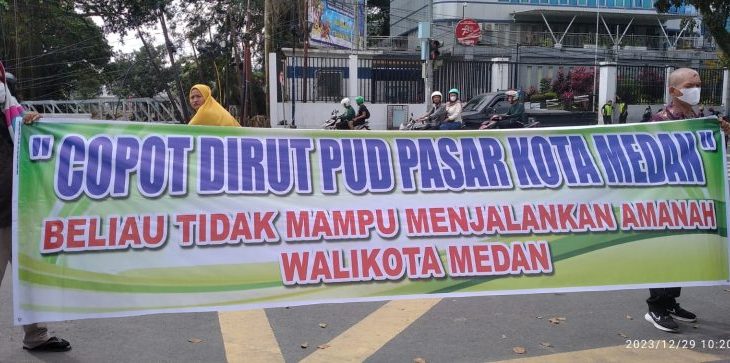 "COPOT DIRUT PUD PASAR KOTA MEDAN"
BELIAU TIDAK MAMPU MENJALANKAN AMANAH
WALIKOTA MEDAN
2023/12/29 10:20